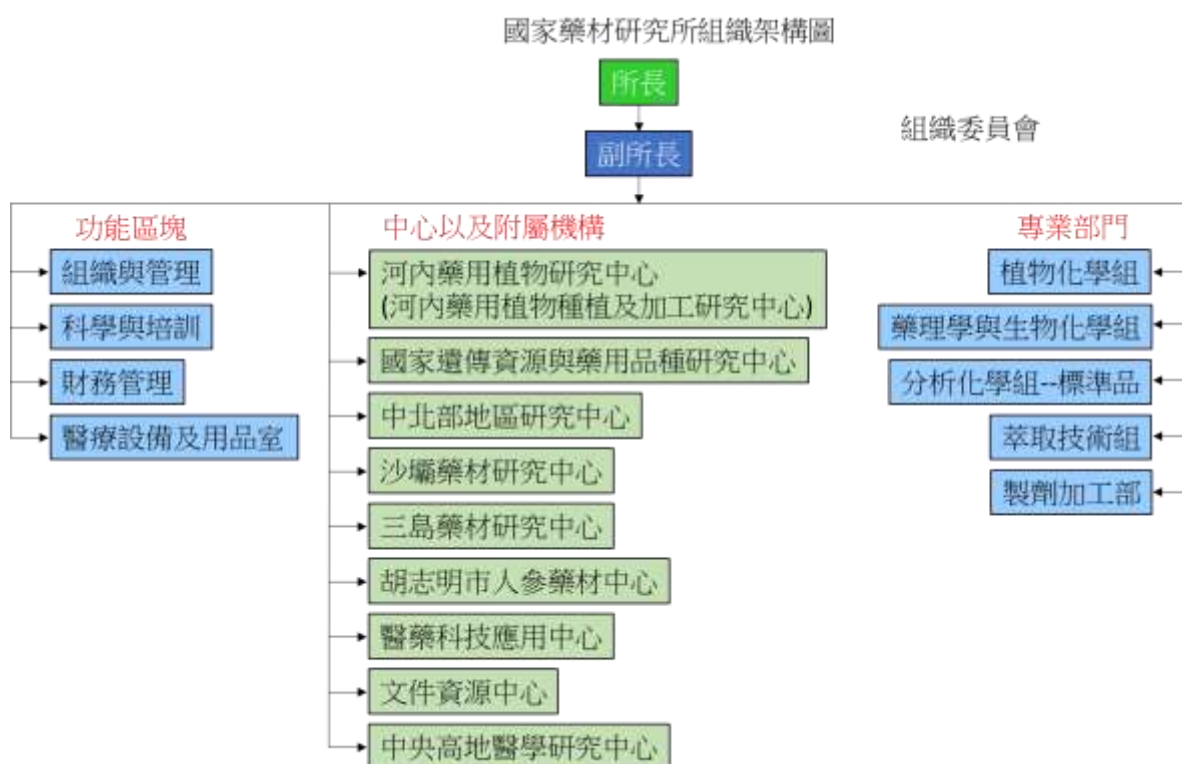 國家藥材研究所組織架構圖
所長
組織委員會
副所長
功能區塊
組織與管理
科學與培訓
財務管理
醫療設備及用品室
中心以及附屬機構
河內藥用植物研究中心
(河內藥用植物種植及加工研究中心)
國家遺傳資源與藥用品種研究中心
中北部地區研究中心
沙壩藥材研究中心
三島藥材研究中心
胡志明市人參藥材中心
醫藥科技應用中心
文件資源中心
中央高地醫學研究中心
專業部門
植物化學組
藥理學與生物化學組
分析化學組--標準品
萃取技術組
製劑加工部